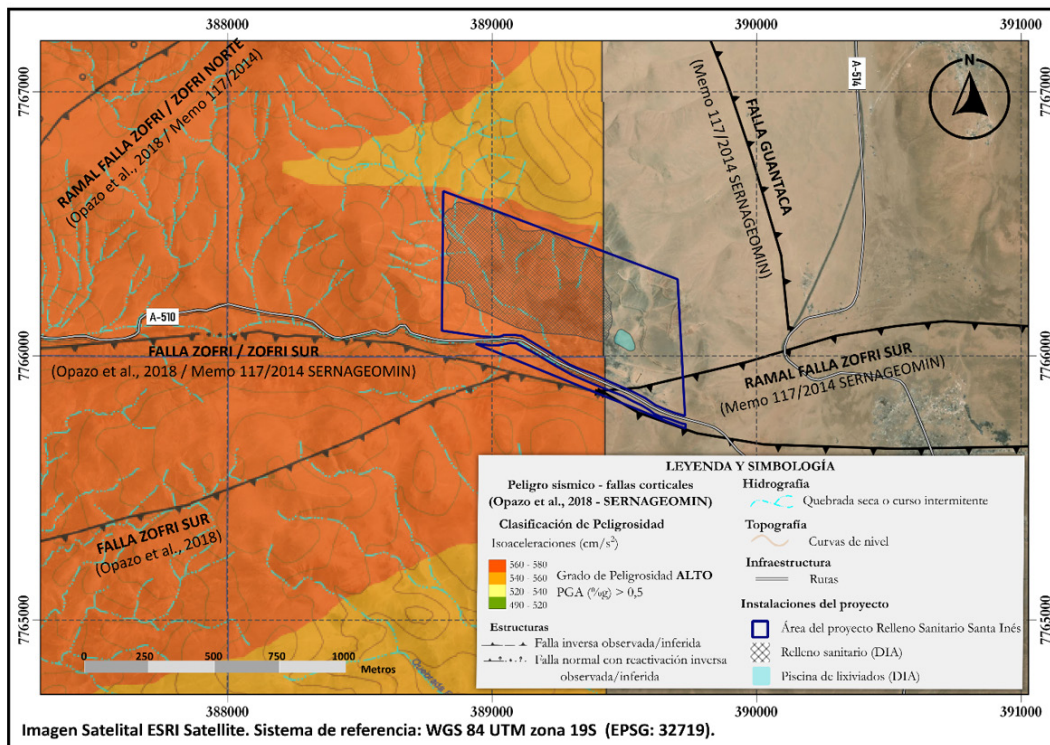 388000
389000
390000
391000
7767000
7767000
7766000
7766000
7765000
7765000
388000
389000
390000
391000
RAMAL FALLA ZOFRI / ZOFRI NORTE
(Opazo et al., 2018 / Memo 117/2014)
FALLA GUANTACA
(Memo 117/2014 SERNAGEOMIN)
A-514
N
A-510
FALLA ZOFRI / ZOFRI SUR
(Opazo et al., 2018 / Memo 117/2014 SERNAGEOMIN)
RAMAL FALLA ZOFRI SUR
(Memo 117/2014 SERNAGEOMIN)
FALLA ZOFRI SUR
(Opazo et al., 2018)
Quebrada
0 250 500 750 1000
Metros
LEYENDA Y SIMBOLOGÍA
Peligro sísmico - fallas corticales
(Opazo et al., 2018 - SERNAGEOMIN)
Clasificación de Peligrosidad
Isoaceleraciones (cm/s²)
560 - 580
540 - 560
520 - 540
490 - 520
Grado de Peligrosidad ALTO
PGA (%g) > 0,5
Estructuras
Falla inversa observada/inferida
Falla normal con reactivación inversa
observada/inferida
Hidrografía
Quebrada seca o curso intermitente
Topografía
Curvas de nivel
Infraestructura
Rutas
Instalaciones del proyecto
Área del proyecto Relleno Sanitario Santa Inés
Relleno sanitario (DIA)
Piscina de lixiviados (DIA)
Imagen Satelital ESRI Satellite. Sistema de referencia: WGS 84 UTM zona 19S (EPSG: 32719).